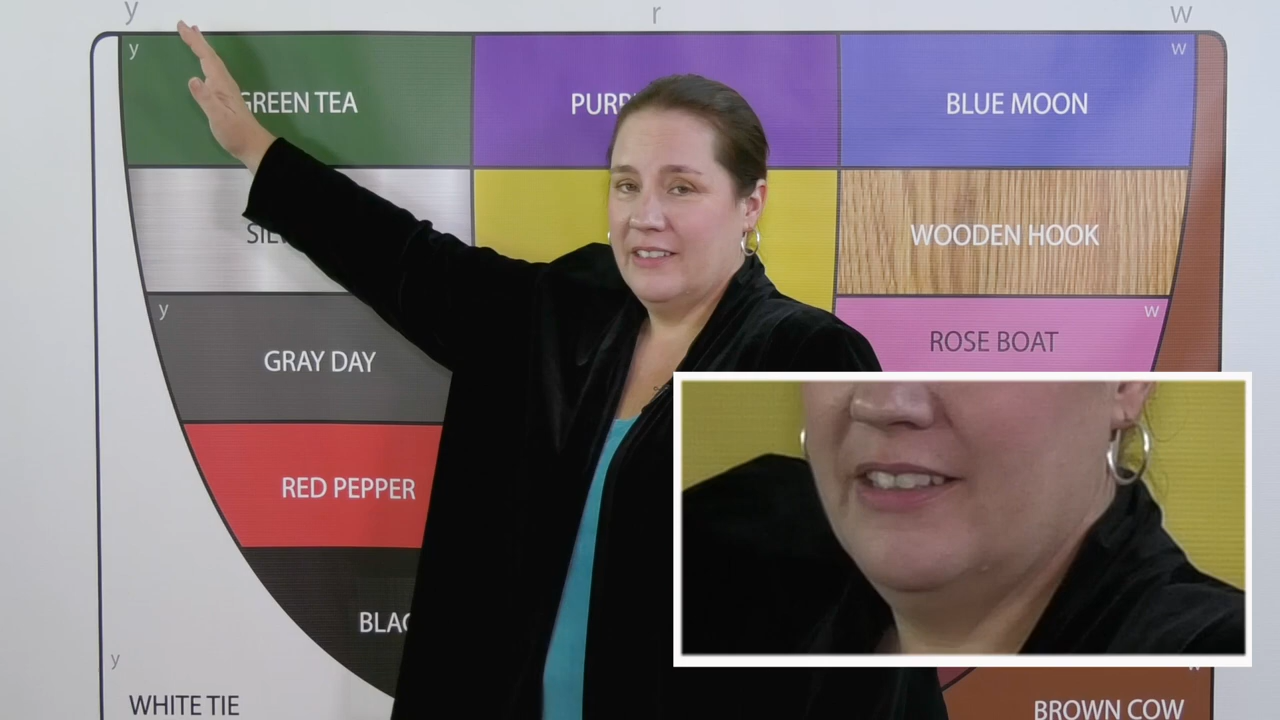 y r w
y w
GREEN TEA
BLUE MOON
WOODEN HOOK
y w
ROSE BOAT
GRAY DAY
RED PEPPER
y
WHITE TIE
BROWN COW